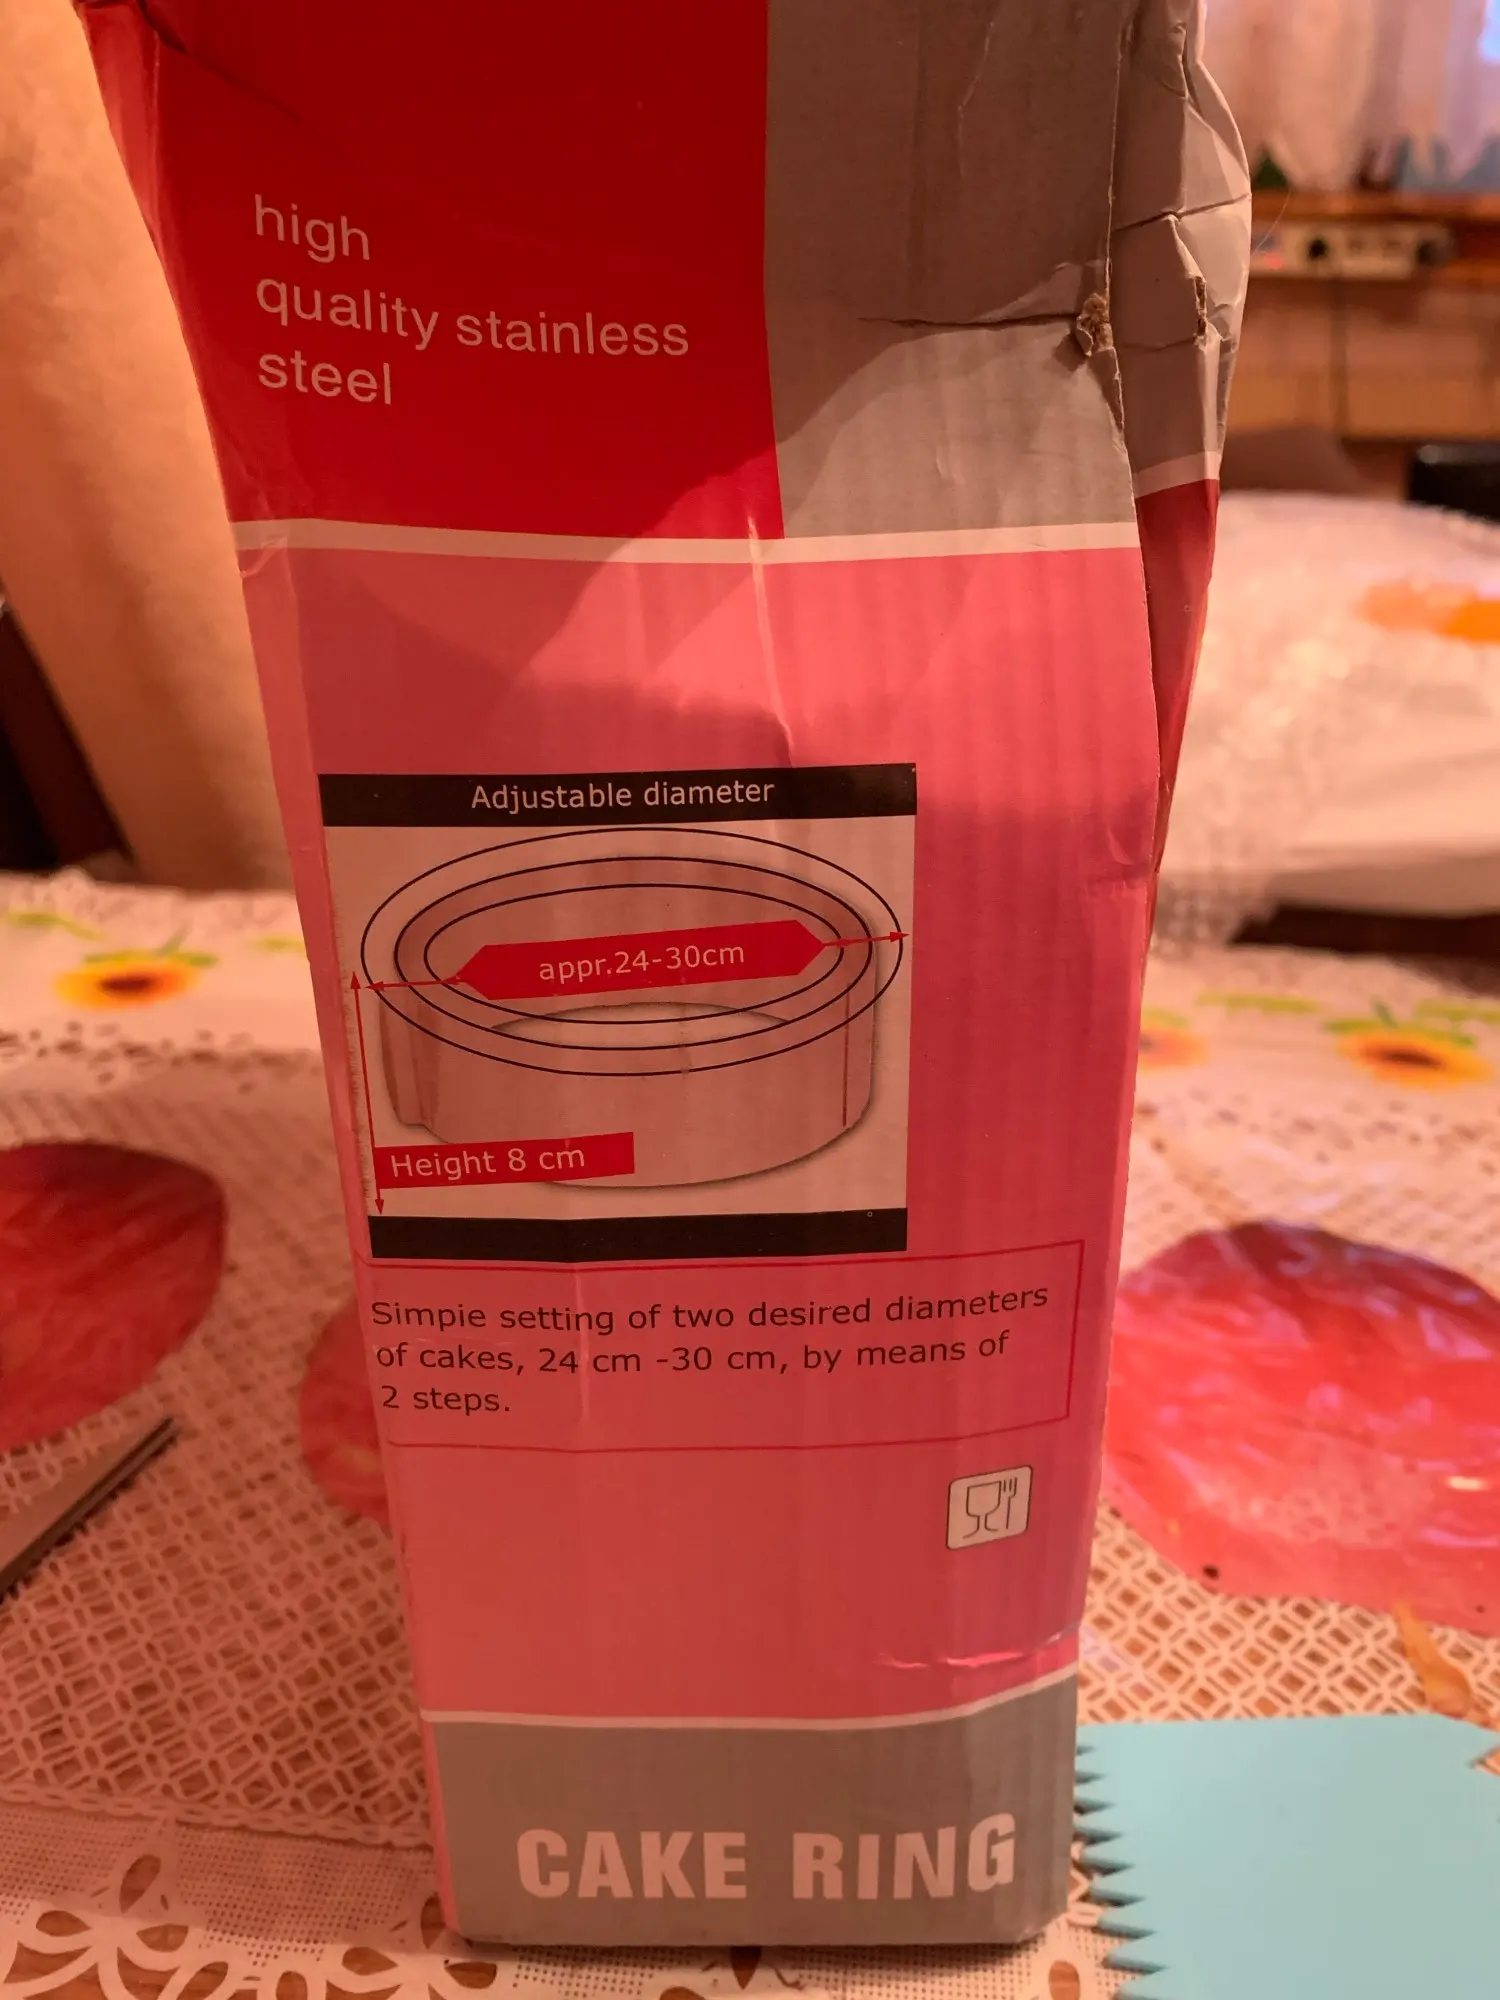 high
quality stainless
steel
Adjustable diameter
appr.24-30cm
Height 8 cm
Simpie setting of two desired diameters
of cakes, 24 cm -30 cm, by means of
2 steps.
CAKE RING